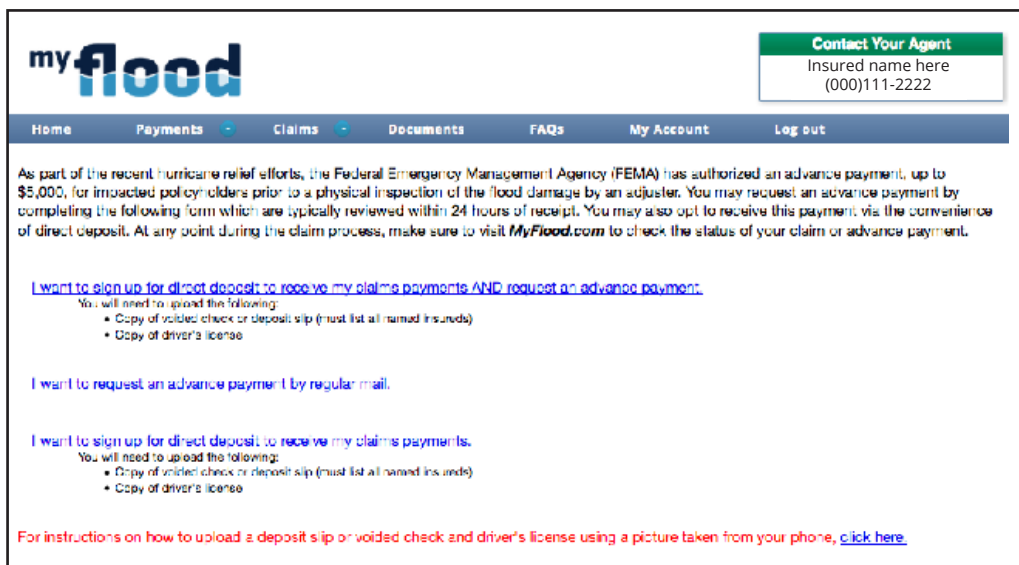 my flood
Contact Your Agent
Insured name here
(000)111-2222
Home Payments Claims Documents FAQs My Account Log out
As part of the recent hurricane relief efforts, the Federal Emergency Management Agency (FEMA) has authorized an advance payment, up to
$5,000, for impacted policyholders prior to a physical inspection of the flood damage by an adjuster. You may request an advance payment by
completing the following form which are typically reviewed within 24 hours of receipt. You may also opt to receive this payment via the convenience
of direct deposit. At any point during the claim process, make sure to visit MyFlood.com to check the status of your claim or advance payment.
I want to sign up for direct deposit to receive my claims payments AND request an advance payment.
You will need to upload the following:
• Copy of voided check or deposit slip (must list all named insureds)
• Copy of driver's license
I want to request an advance payment by regular mail.
I want to sign up for direct deposit to receive my claims payments.
You will need to upload the following:
• Copy of voided check or deposit slip (must list all named insureds)
• Copy of driver's license
For instructions on how to upload a deposit slip or voided check and driver's license using a picture taken from your phone, click here.